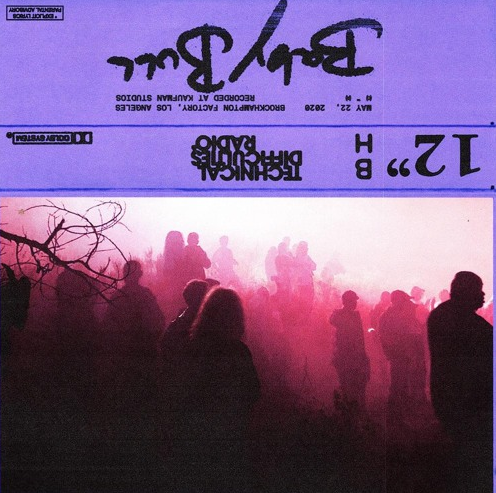 12”
B
H
TECHNICAL
DIFFICULTIES
RADIO
DOLBY SYSTEM
MAY 22, 2020
BROCKHAMPTON FACTORY, LOS ANGELES
RECORDED AT KAUFMAN STUDIOS
Baby Bull
* EXPLICIT LYRICS
PARENTAL ADVISORY